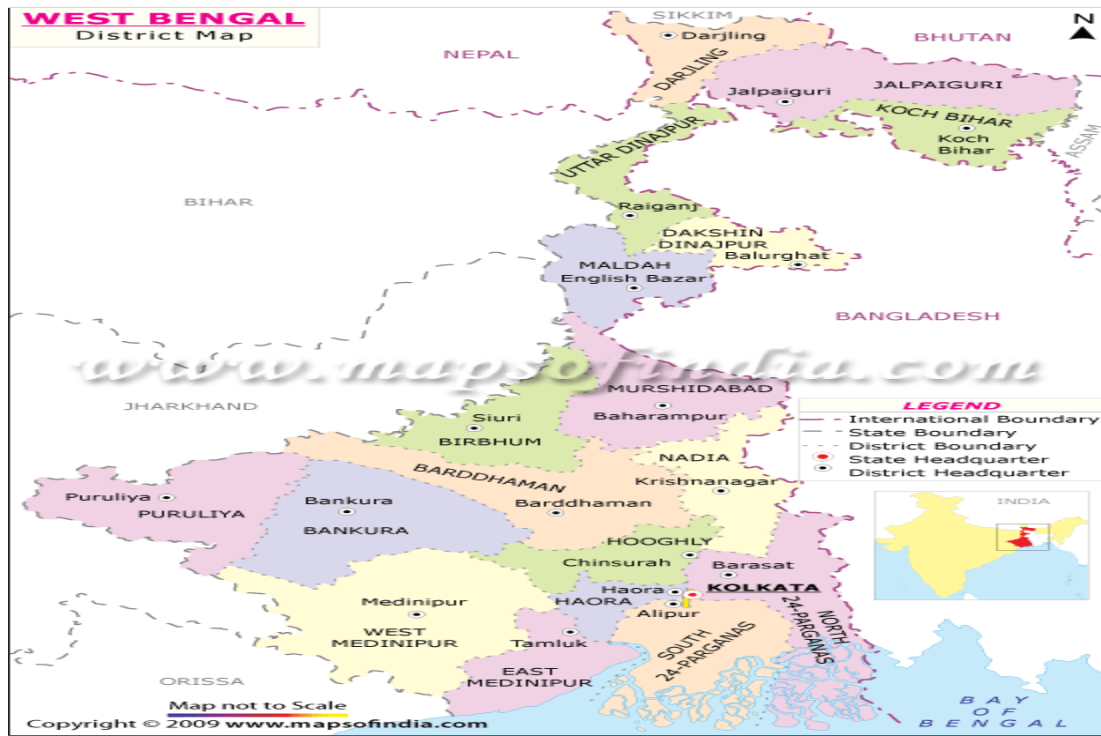 WEST BENGAL
District Map
SIKKIM
N
Darjling
NEPAL
BHUTAN
DARJLING
Jalpaiguri
JALPAIGURI
KOCH BIHAR
Koch
Bihar
ASSAM
UTTAR DINAJPUR
BIHAR
Raiganj
DAKSHIN
DINAJPUR
Balurghat
MALDAH
English Bazar
BANGLADESH
www.mapsofindia.com
MURSHIDABAD
Baharampur
JHARKHAND
Siuri
BIRBHUM
LEGEND
International Boundary
State Boundary
District Boundary
State Headquarter
District Headquarter
NADIA
Krishnanagar
BARDDHAMAN
Barddhaman
Puruliya
PURULIYA
Bankura
BANKURA
INDIA
HOOGHLY
Chinsurah
Barasat
KOLKATA
Haora
HAORA
Alipur
NORTH
24-PARGANAS
Medinipur
WEST
MEDINIPUR
Tamluk
SOUTH
24-PARGANAS
EAST
MEDINIPUR
ORISSA
BAY
OF
BENGAL
Map not to Scale
Copyright © 2009 www.mapsofindia.com